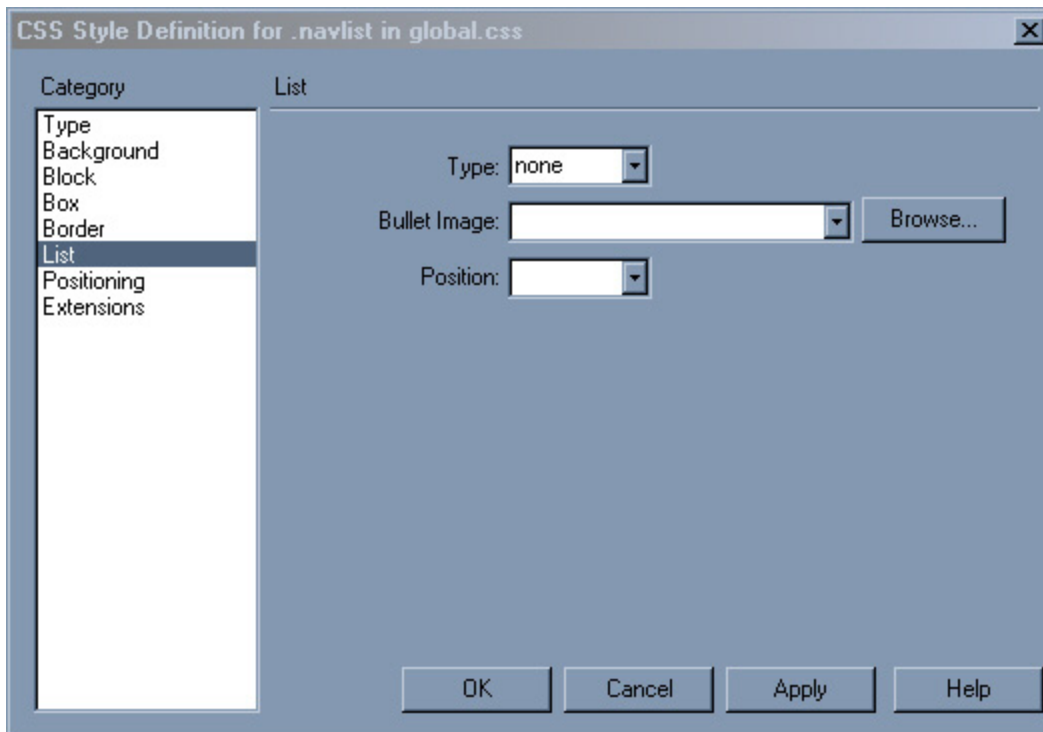 CSS Style Definition for .navlist in global.css
Category
List
Type
Background
Block
Box
Border
List
Positioning
Extensions
Type: none
Bullet Image: Browse...
Position:
OK Cancel Apply Help